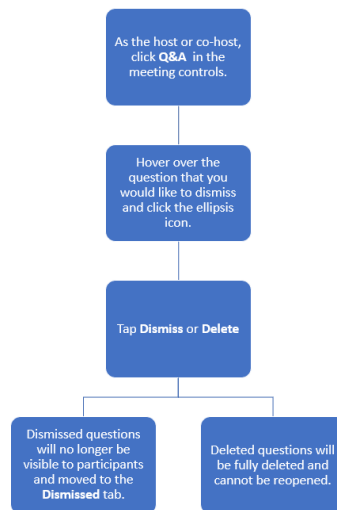 As the host or co-host,
click Q&A in the
meeting controls.
Hover over the
question that you
would like to dismiss
and click the ellipsis
icon.
Tap Dismiss or Delete
Dismissed questions
will no longer be
visible to participants
and moved to the
Dismissed tab.
Deleted questions will
be fully deleted and
cannot be reopened.